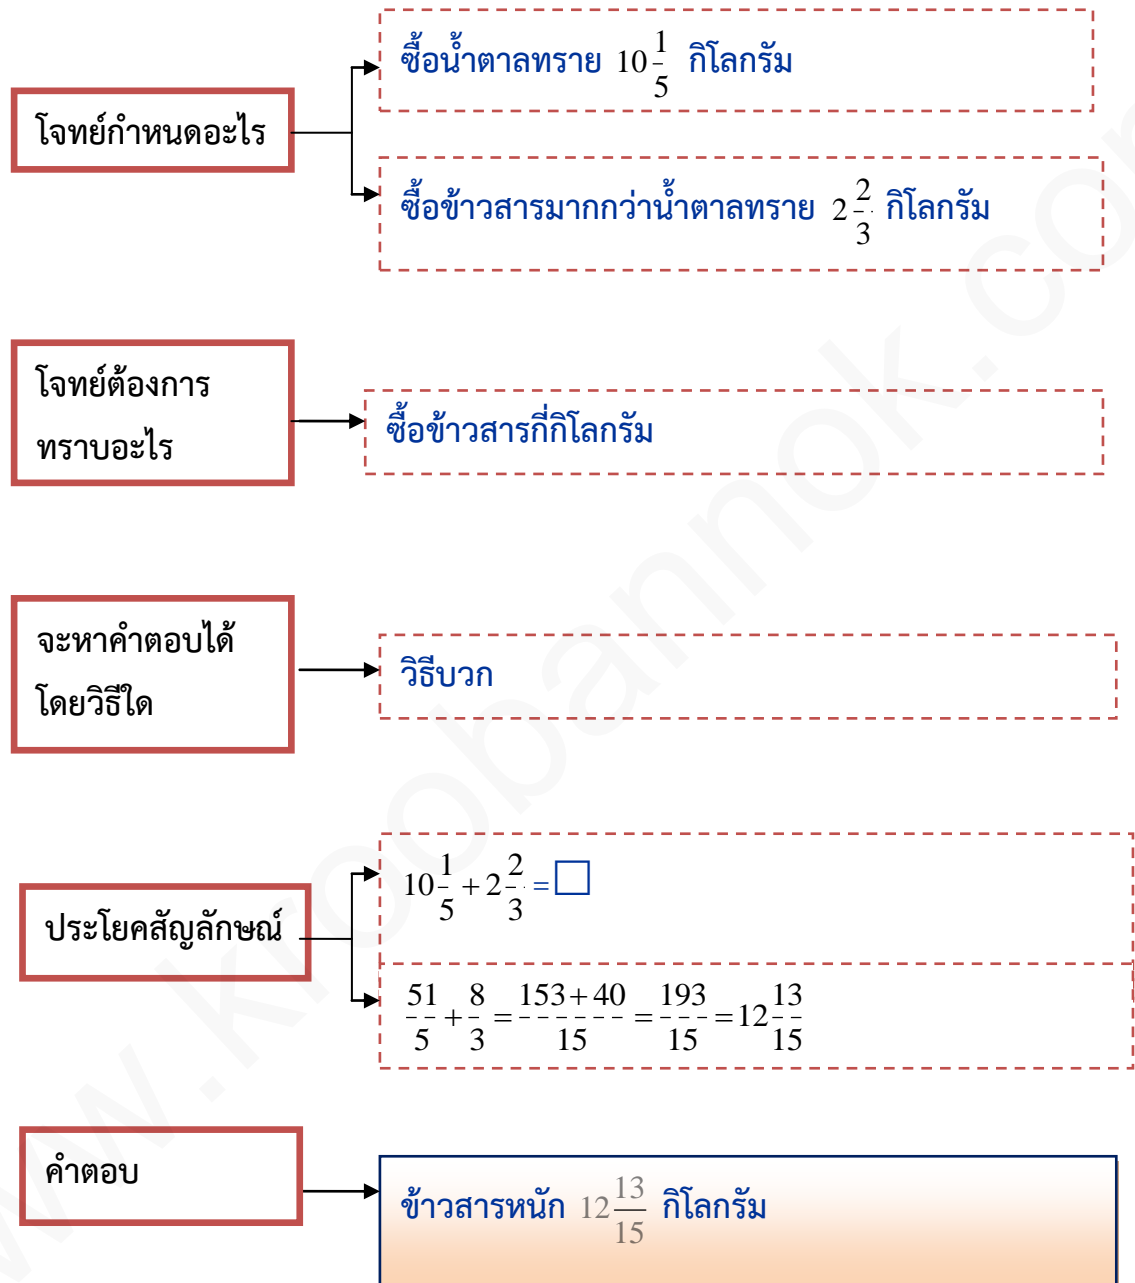 ซื้อน้ำตาลทราย 10 1/5 กิโลกรัม
โจทย์กำหนดอะไร
ซื้อข้าวสารมากกว่าน้ำตาลทราย 2 2/3 กิโลกรัม
โจทย์ต้องการ
ทราบอะไร
ซื้อข้าวสารกี่กิโลกรัม
จะหาคำตอบได้
โดยวิธีใด
วิธีบวก
10 1/5 + 2 2/3 = □
ประโยคสัญลักษณ์
51/5 + 8/3 = 153+40/15 = 193/15 = 12 13/15
คำตอบ
ข้าวสารหนัก 12 13/15 กิโลกรัม
www.kroobannok.com